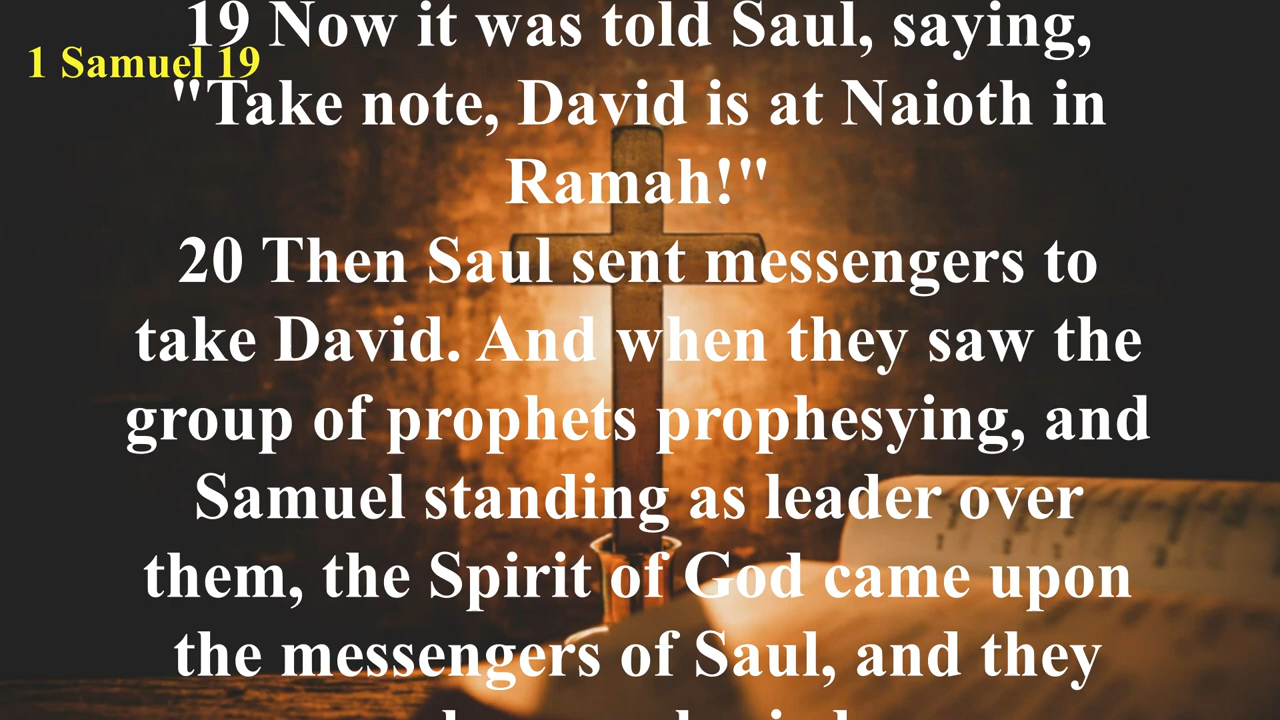 19 Now it was told Saul, saying,
1 Samuel 19
"Take note, David is at Naioth in
Ramah!"
20 Then Saul sent messengers to
take David. And when they saw the
group of prophets prophesying, and
Samuel standing as leader over
them, the Spirit of God came upon
the messengers of Saul, and they